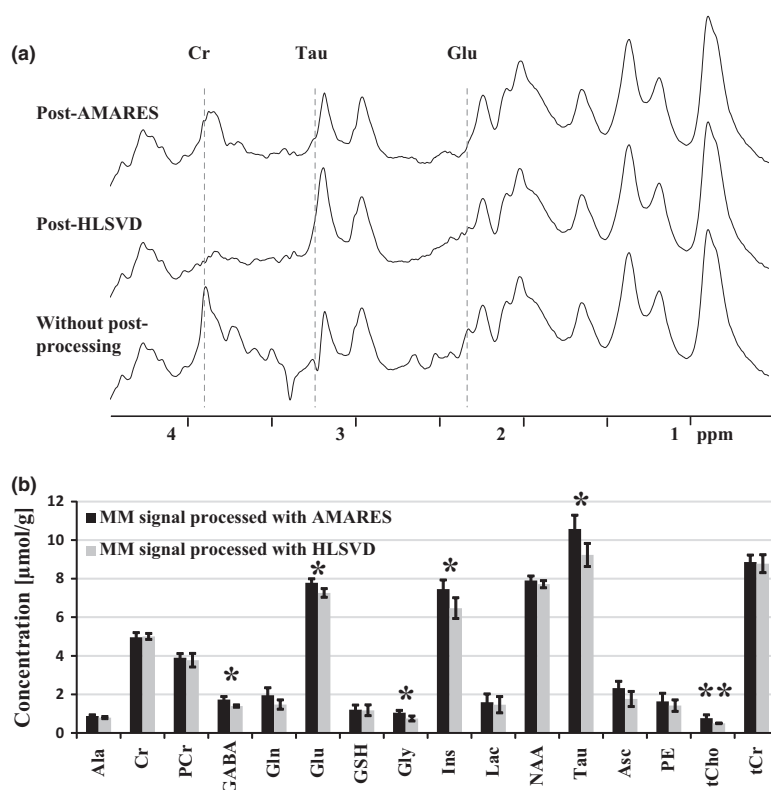 (a)
Cr Tau Glu
Post-AMARES
Post-HLSVD
Without post-
processing
4 3 2 1 ppm
(b)
Concentration [µmol/g]
12
10
8
6
4
2
0
MM signal processed with AMARES
MM signal processed with HLSVD
* * * * * **
Ala Cr PCr GABA Gln Glu GSH Gly Ins Lac NAA Tau Asc PE tCho tCr